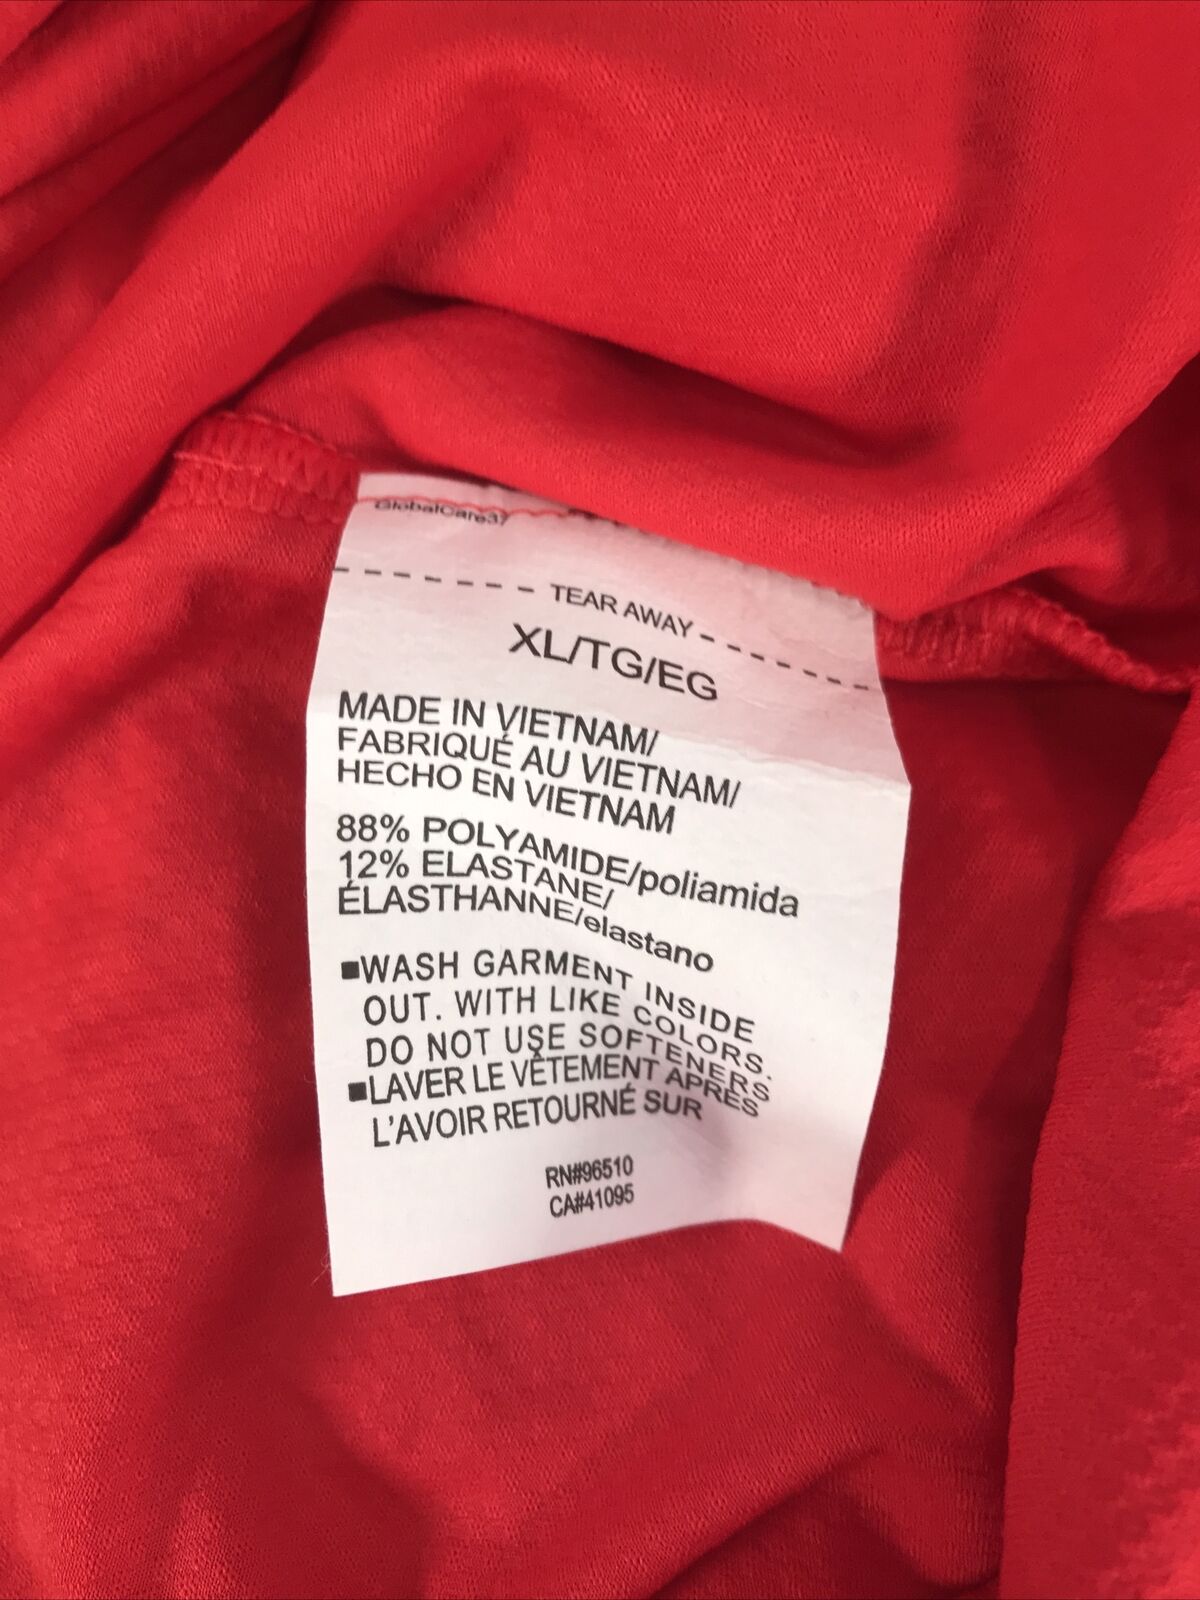 GlobalCare37
TEAR AWAY
XL/TG/EG
MADE IN VIETNAM/
FABRIQUÉ AU VIETNAM/
HECHO EN VIETNAM
88% POLYAMIDE/poliamida
12% ELASTANE/
ÉLASTHANNE/elastano
■WASH GARMENT INSIDE
OUT. WITH LIKE COLORS.
DO NOT USE SOFTENERS
■LAVER LE VÊTEMENT APRÈS
L'AVOIR RETOURNÉ SUR
RN#96510
CA#41095